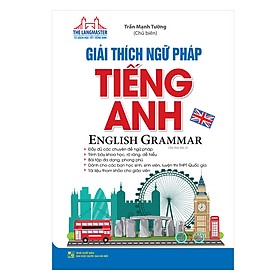 THE LANGMASTER
Trần Mạnh Tường
(Chủ biên)
GIẢI THÍCH NGỮ PHÁP
TIẾNG
ANH
ENGLISH GRAMMAR
- Đầy đủ các chuyên đề ngữ pháp
- Trình bày khoa học, rõ ràng, dễ hiểu
- Bài tập đa dạng, phong phú
- Dành cho các bạn học sinh, sinh viên, luyện thi THPT Quốc gia
- Tài liệu tham khảo cho giáo viên